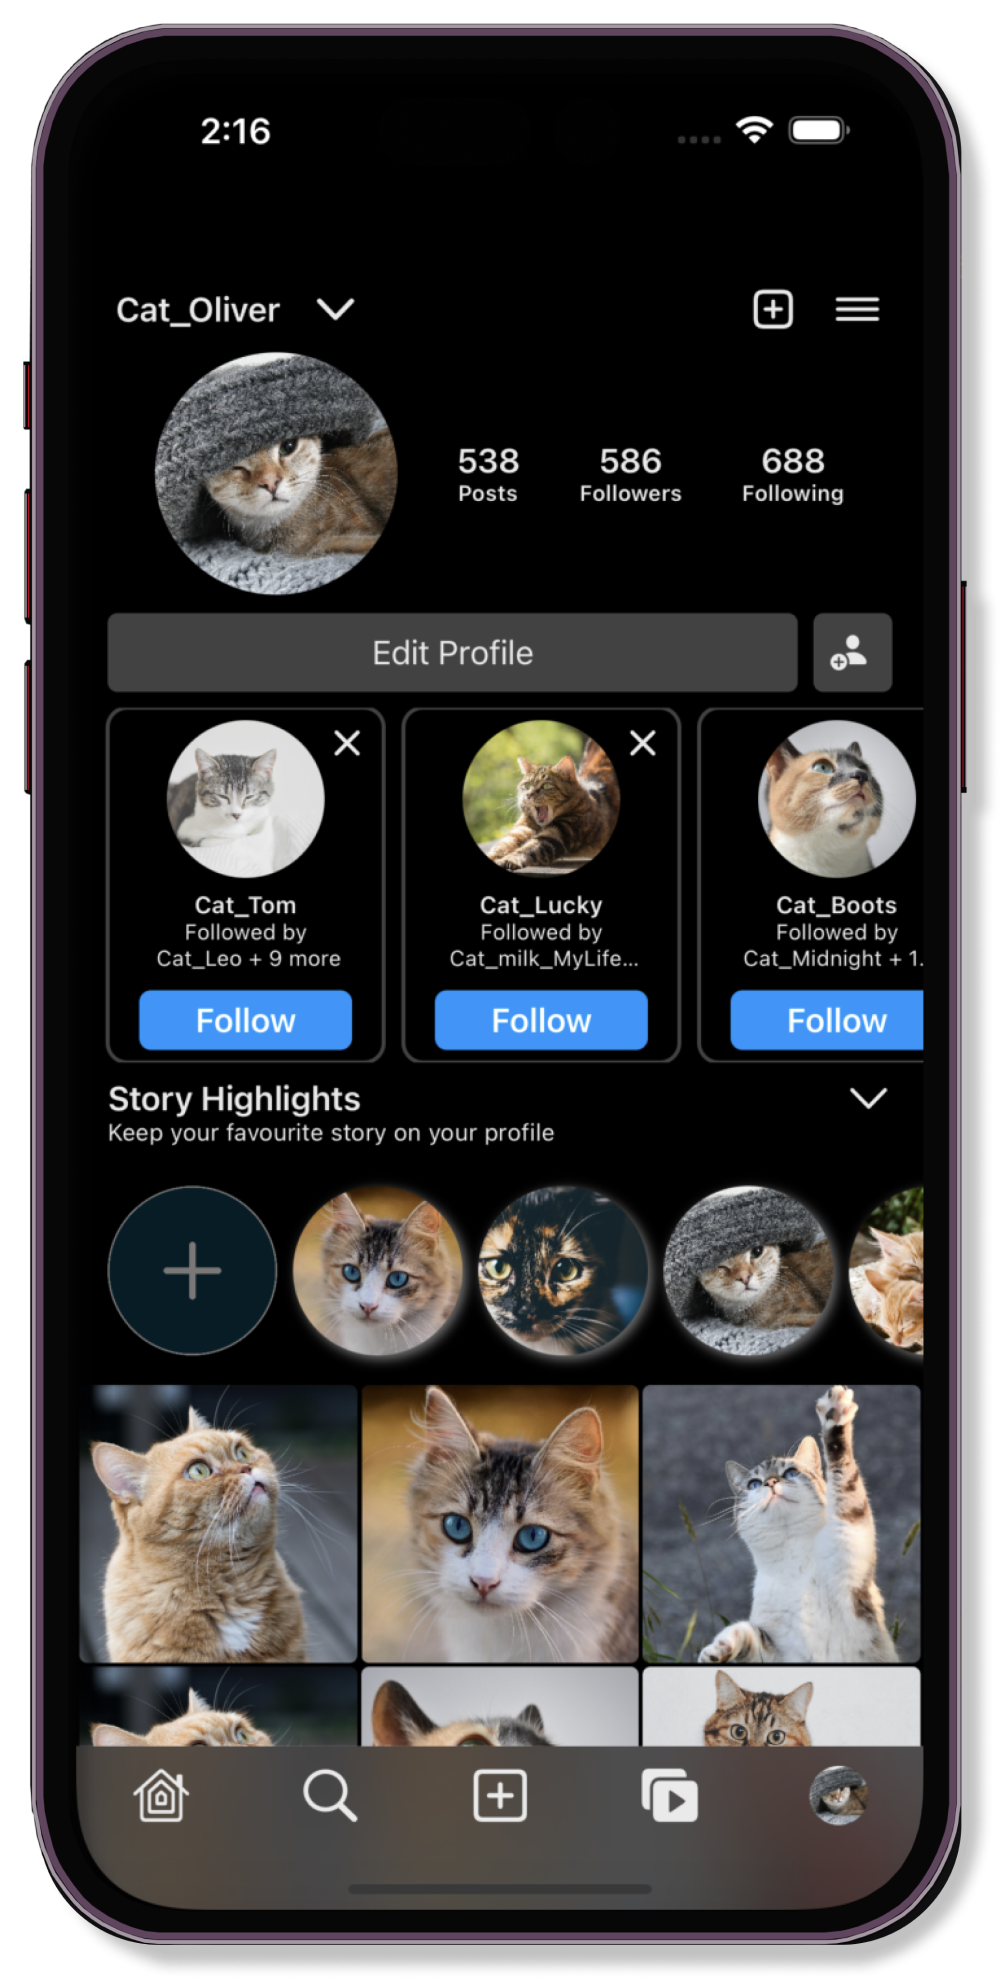 2:16
Cat_Oliver
538 586 688
Posts Followers Following
Edit Profile
Cat_Tom Cat_Lucky Cat_Boots
Followed by Followed by Followed by
Cat_Leo + 9 more Cat_milk_MyLife... Cat_Midnight + 1.
Follow Follow Follow
Story Highlights
Keep your favourite story on your profile